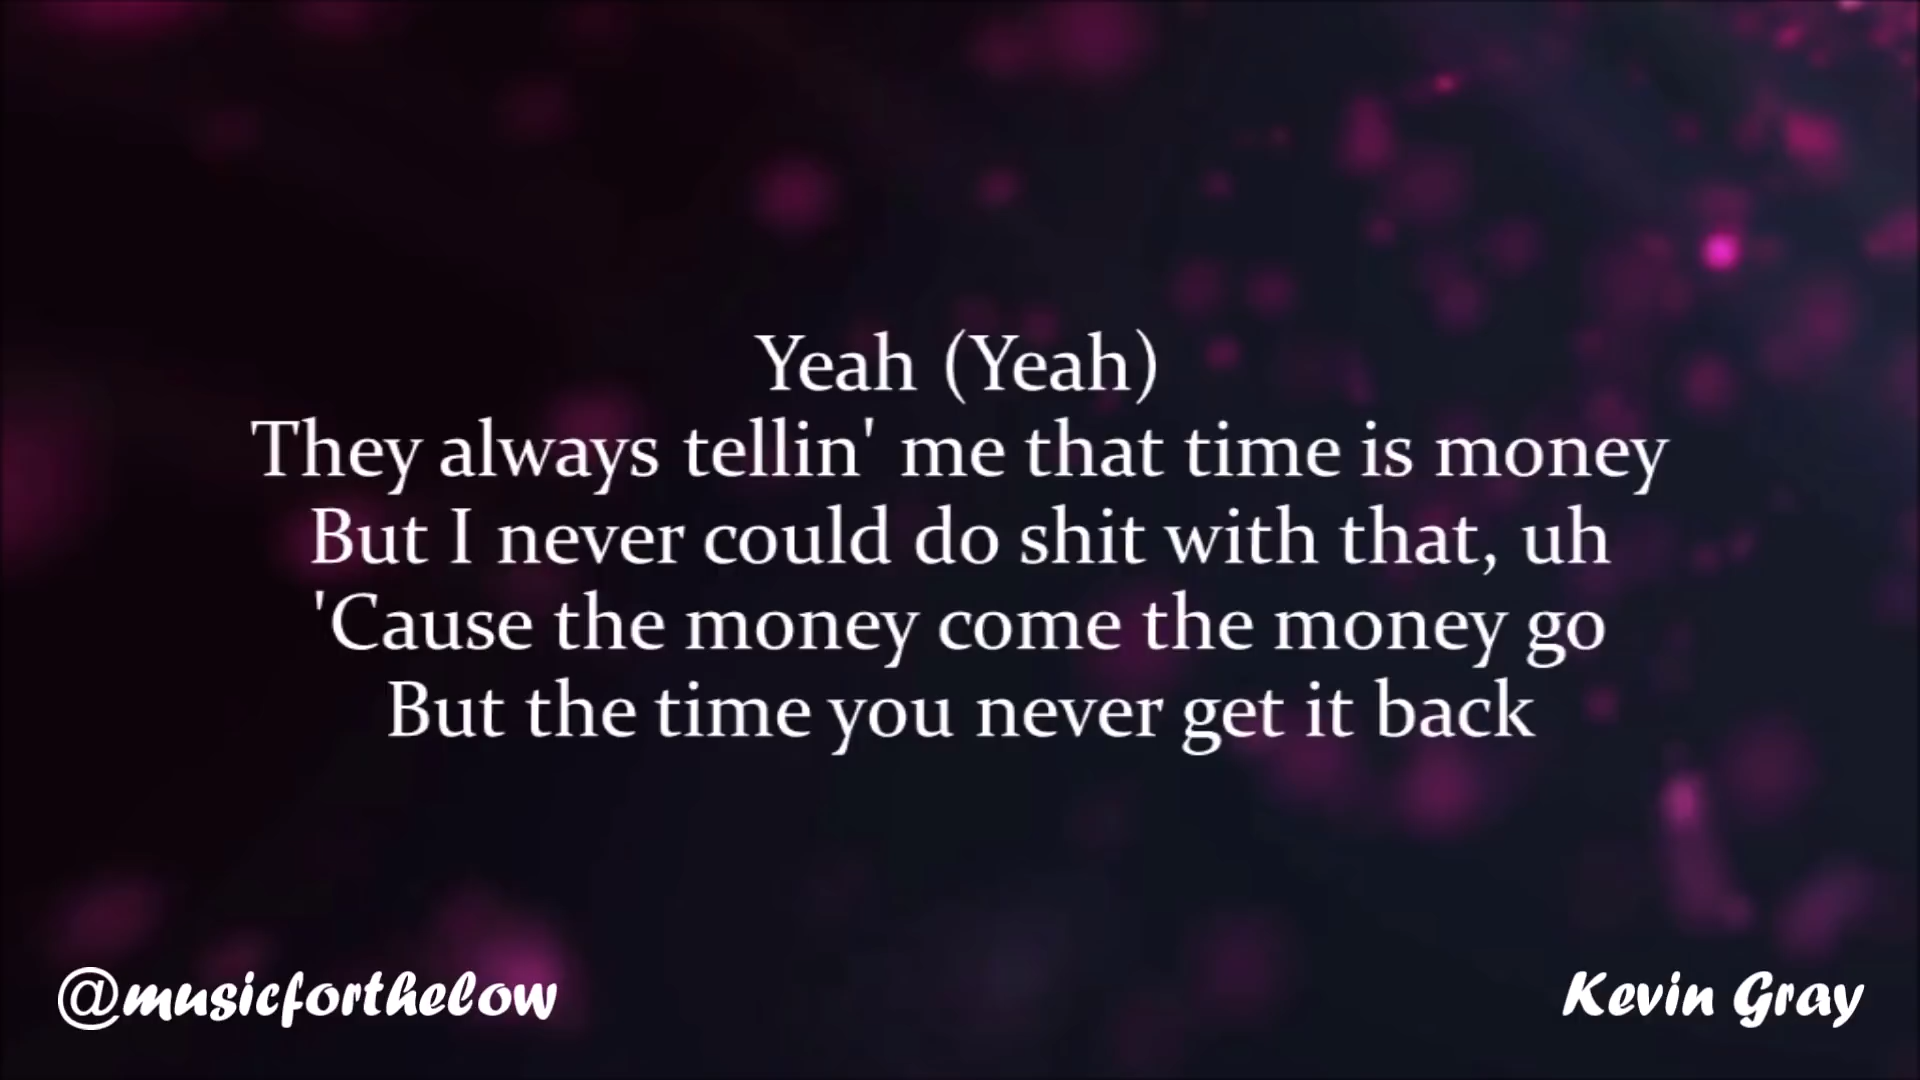 Yeah (Yeah)
They always tellin' me that time is money
But I never could do shit with that, uh
'Cause the money come the money go
But the time you never get it back
@musicforthelow
Kevin Gray